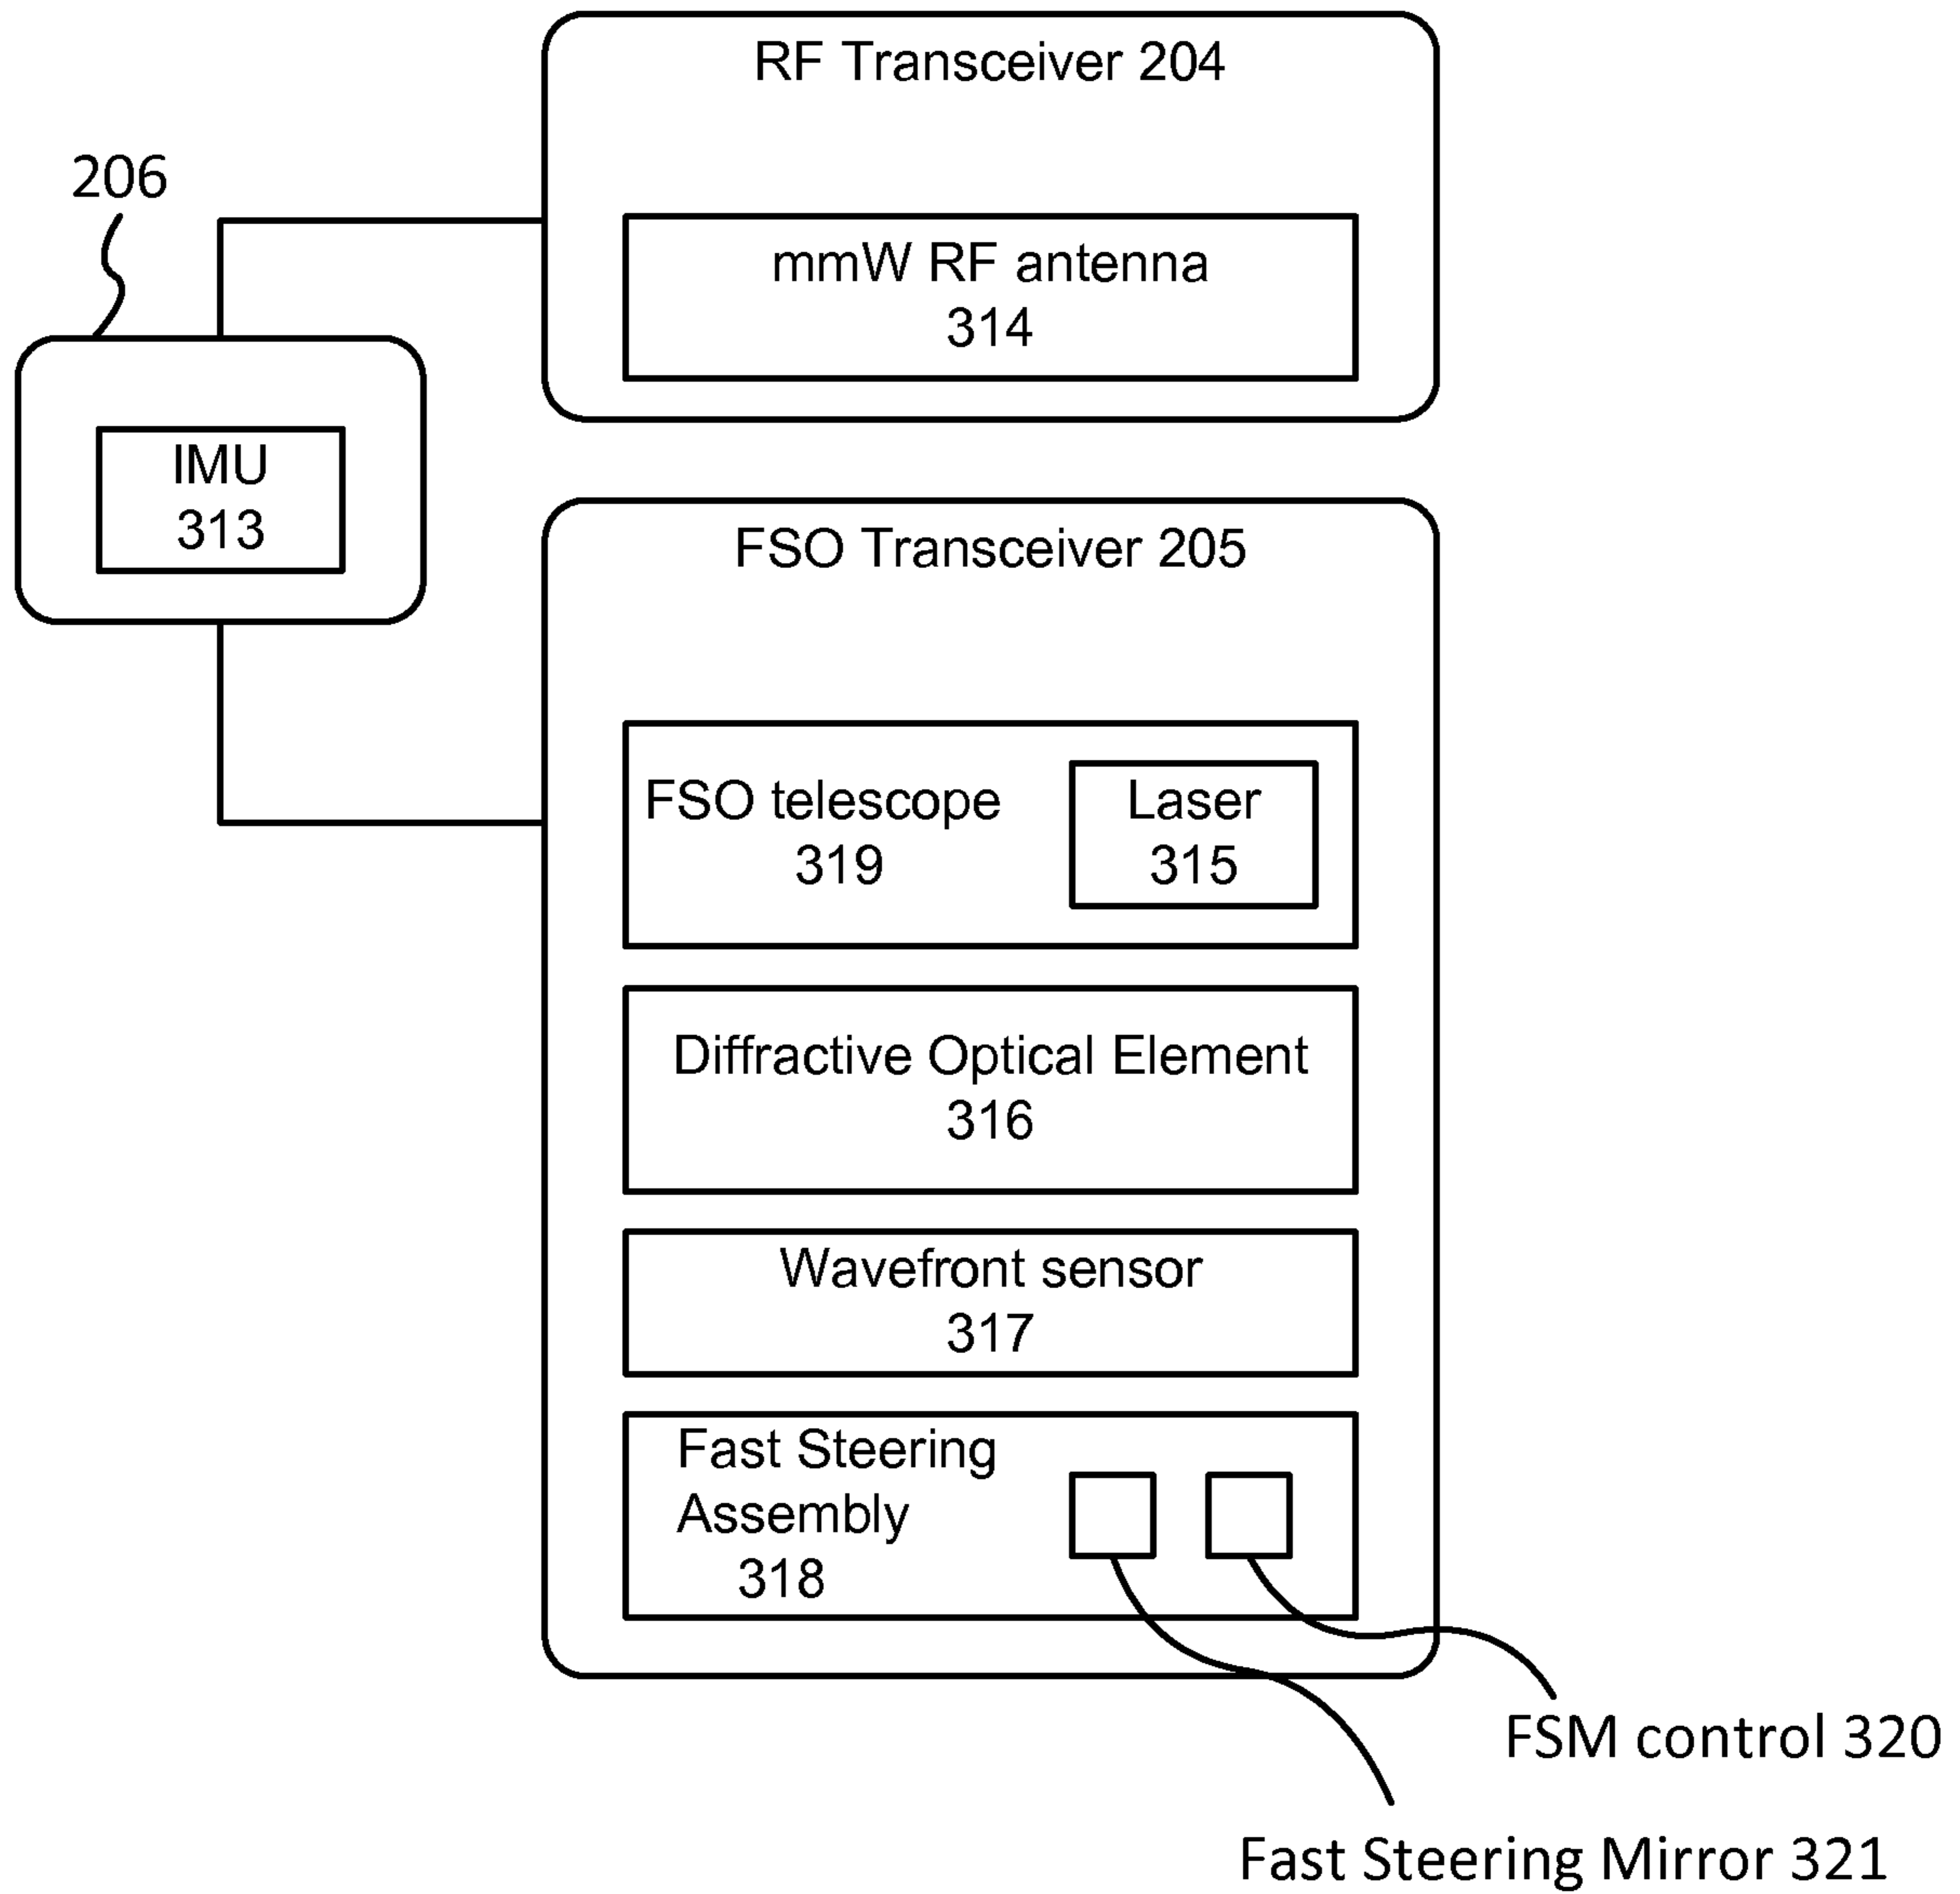 RF Transceiver 204
mmW RF antenna
314
206
IMU
313
FSO Transceiver 205
FSO telescope
319
Laser
315
Diffractive Optical Element
316
Wavefront sensor
317
Fast Steering
Assembly
318
FSM control 320
Fast Steering Mirror 321